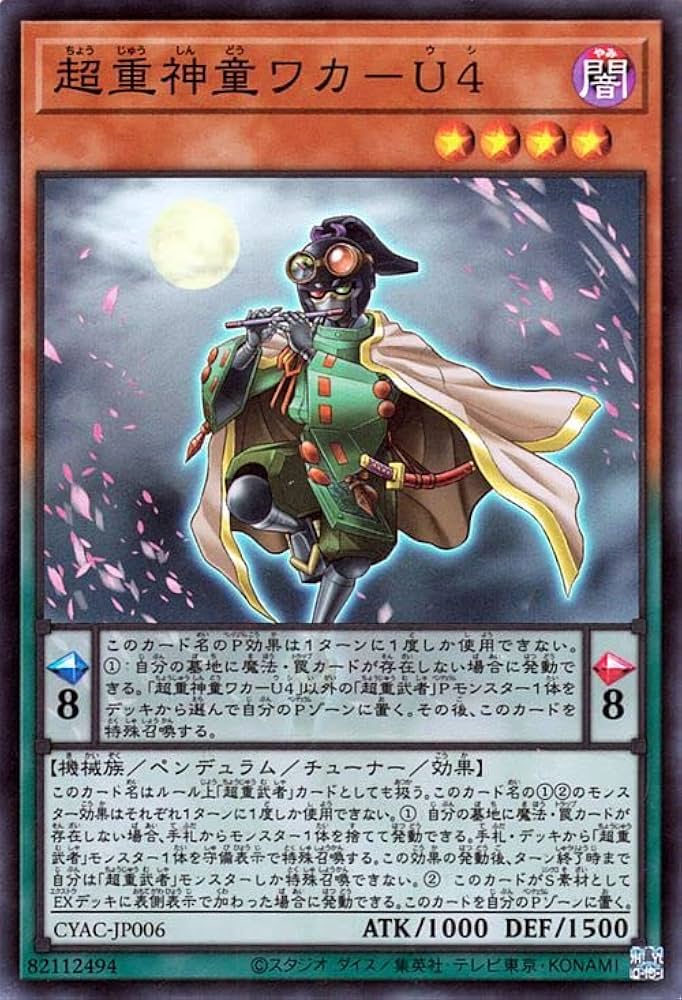 超重神童ワカ－U4
闇
このカード名のP効果は1ターンに1度しか使用できない。
①：自分の墓地に魔法・罠カードが存在しない場合に発動で
きる。「超重神童ワカ－U4」以外の「超重武者」Pモンスター1体を
デッキから選んで自分のPゾーンに置く。その後、このカードを
特殊召喚する。
8
8
【機械族／ペンデュラム／チューナー／効果】
このカード名はルール上「超重武者」カードとしても扱う。このカード名の①②のモンス
ター効果はそれぞれ1ターンに1度しか使用できない。① 自分の墓地に魔法・罠カードが
存在しない場合、手札からモンスター1体を捨てて発動できる。手札・デッキから「超重
武者」モンスター1体を守備表示で特殊召喚する。この効果の発動後、ターン終了時まで
自分は「超重武者」モンスターしか特殊召喚できない。② このカードがS素材として
EXデッキに表側表示で加わった場合に発動できる。このカードを自分のPゾーンに置く。
CYAC-JP006 ATK/1000 DEF/1500
82112494 ©スタジオ・ダイス／集英社・テレビ東京・KONAMI